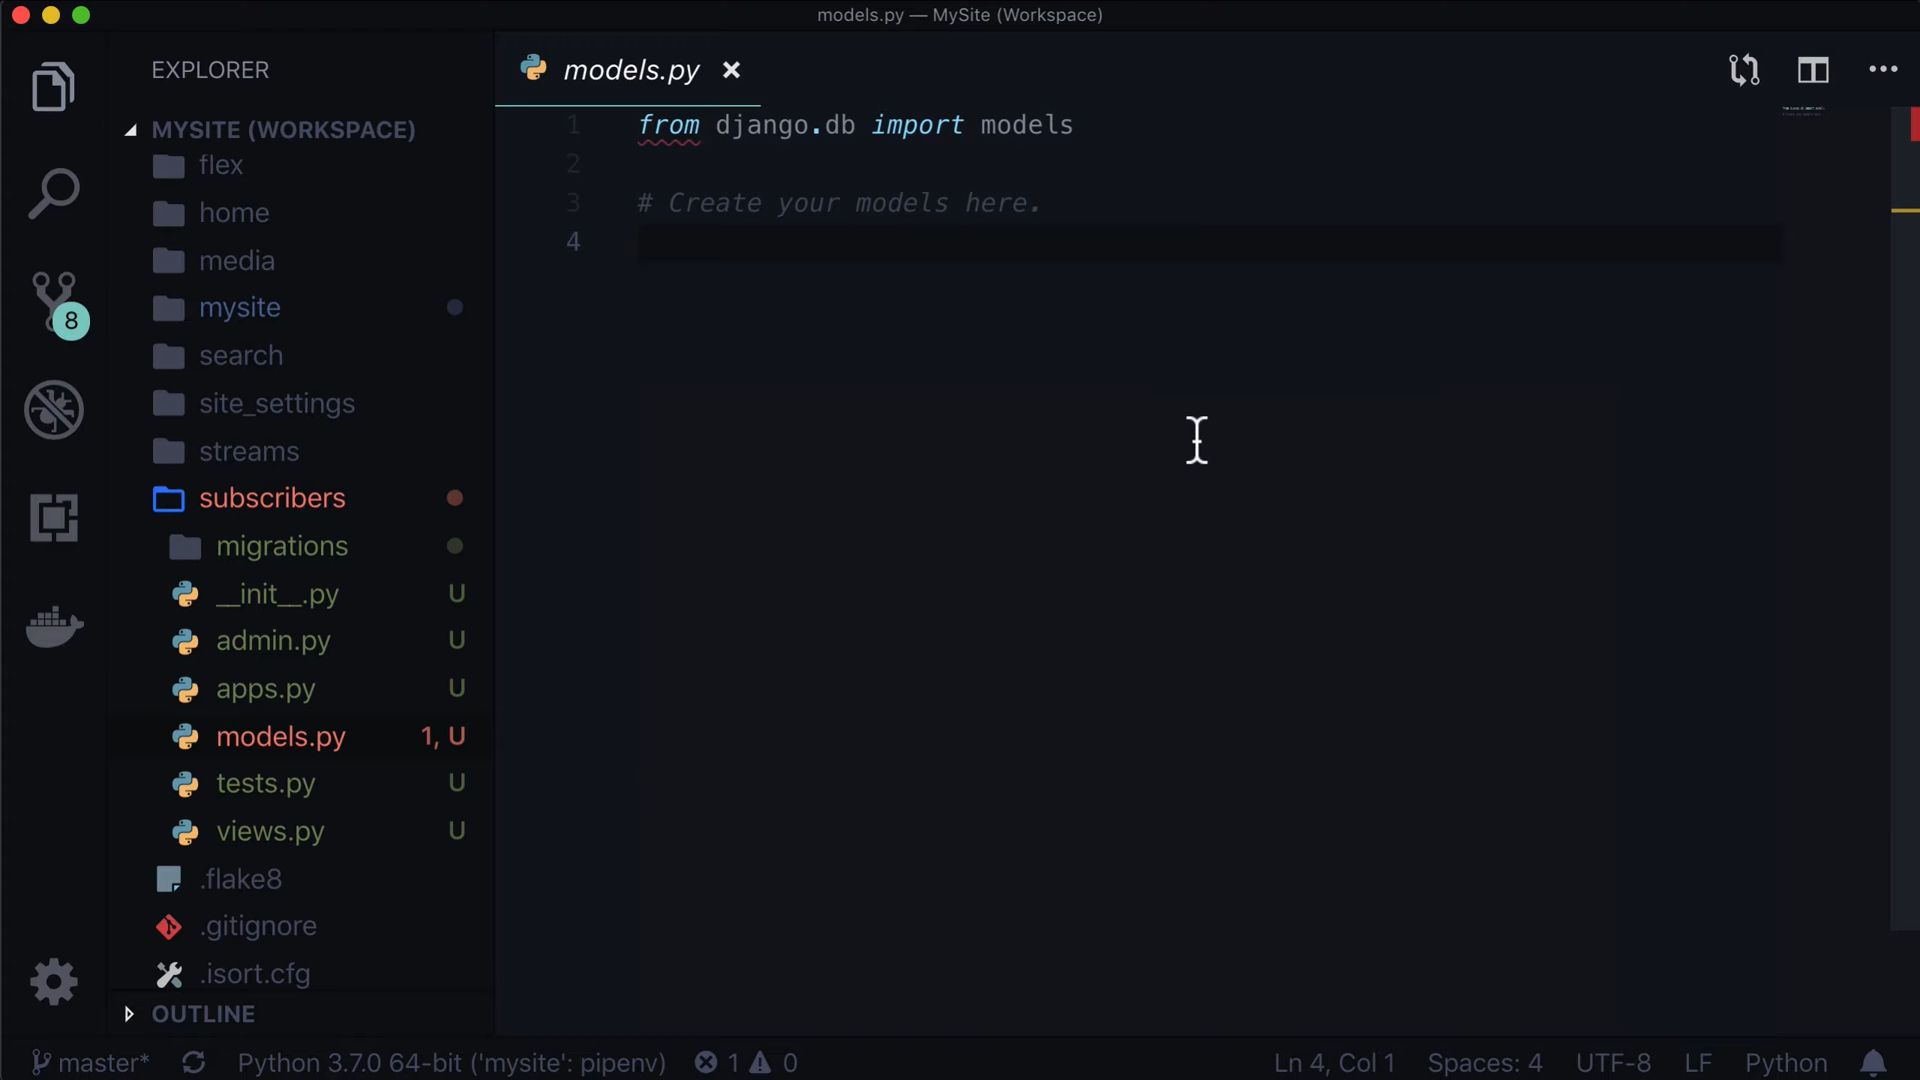 models.py — MySite (Workspace)
EXPLORER
MYSITE (WORKSPACE)
flex
home
media
mysite
search
site_settings
streams
subscribers
migrations
__init__.py U
admin.py U
apps.py U
models.py 1, U
tests.py U
views.py U
.flake8
.gitignore
.isort.cfg
OUTLINE
8
models.py
1 from django.db import models
2
3 # Create your models here.
4
master* Python 3.7.0 64-bit ('mysite': pipenv) 1 0 Ln 4, Col 1 Spaces: 4 UTF-8 LF Python